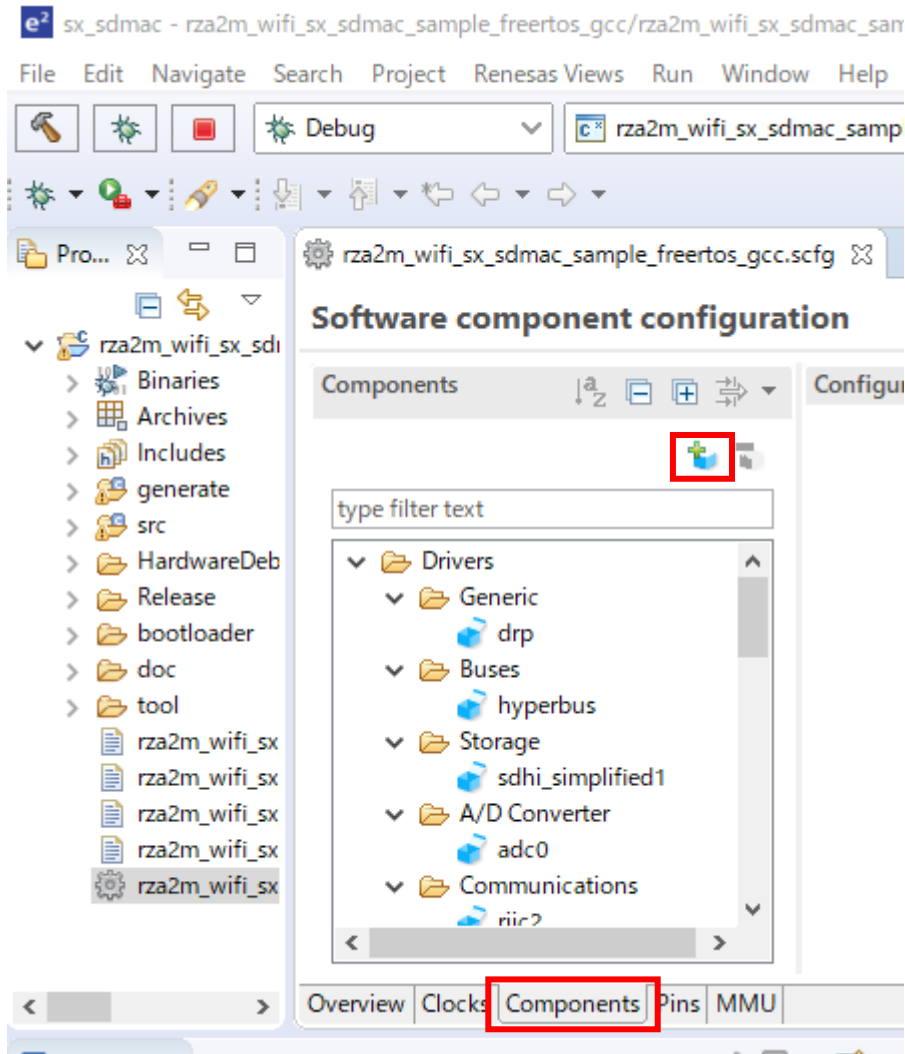 e² sx_sdmac - rza2m_wifi_sx_sdmac_sample_freertos_gcc/rza2m_wifi_sx_sdmac_sam
File Edit Navigate Search Project Renesas Views Run Window Help
Debug rza2m_wifi_sx_sdmac_samp
Pro... rza2m_wifi_sx_sdmac_sample_freertos_gcc.scfg
Software component configuration
rza2m_wifi_sx_sd
Components Configu
Binaries
Archives
Includes
generate
src
HardwareDeb
Release
bootloader
doc
tool
rza2m_wifi_sx
rza2m_wifi_sx
rza2m_wifi_sx
rza2m_wifi_sx
rza2m_wifi_sx
type filter text
Drivers
Generic
drp
Buses
hyperbus
Storage
sdhi_simplified1
A/D Converter
adc0
Communications
riic2
Overview Clocks Components Pins MMU